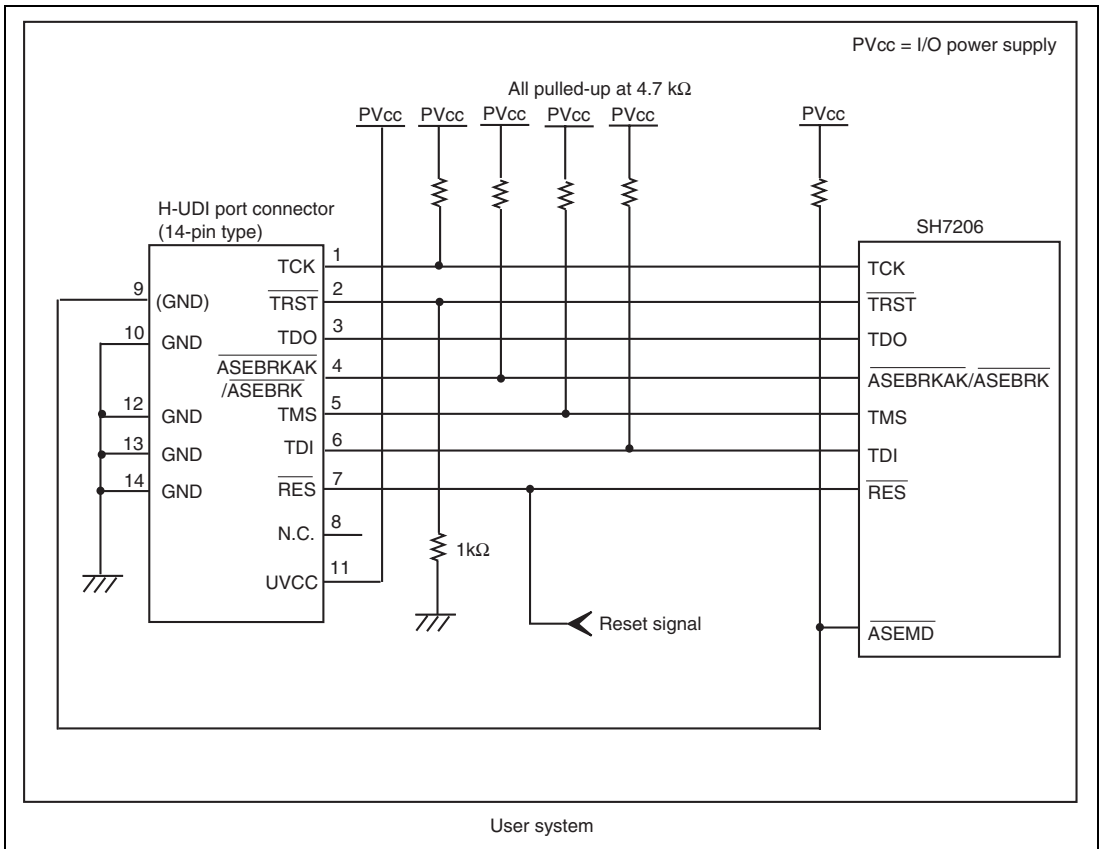 PVcc = I/O power supply
All pulled-up at 4.7 kΩ
PVcc PVcc PVcc PVcc PVcc PVcc
H-UDI port connector
(14-pin type)
SH7206
TCK 1 TCK
9 (GND) TRST 2 TRST
10 GND TDO 3 TDO
ASEBRKAK
/ASEBRK 4 ASEBRKAK/ASEBRK
12 GND TMS 5 TMS
13 GND TDI 6 TDI
14 GND RES 7 RES
N.C. 8
1kΩ
UVCC 11
Reset signal
ASEMD
User system